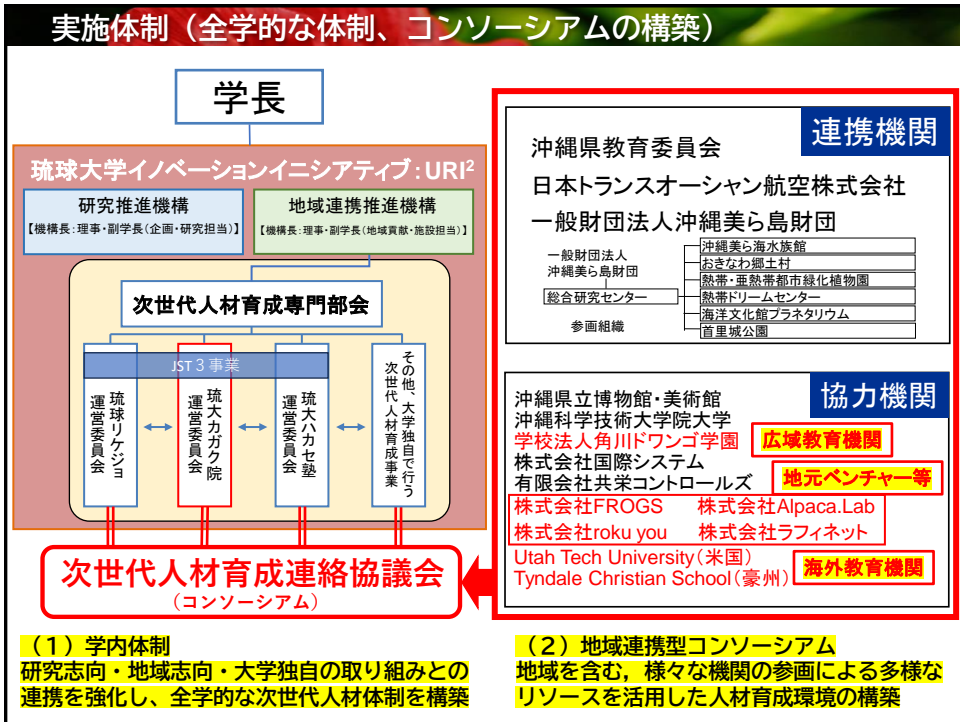 実施体制（全学的な体制、コンソーシアムの構築）
学長
琉球大学イノベーションイニシアティブ：URI²
研究推進機構
【機構長：理事・副学長（企画・研究担当）】
地域連携推進機構
【機構長：理事・副学長（地域貢献・施設担当）】
次世代人材育成専門部会
JST３事業
琉球リケジョ
運営委員会
琉大カガク院
運営委員会
琉大ハカセ塾
運営委員会
その他、大学独自で行う
次世代人材育成事業
次世代人材育成連絡協議会
（コンソーシアム）
（１）学内体制
研究志向・地域志向・大学独自の取り組みとの
連携を強化し、全学的な次世代人材体制を構築
連携機関
沖縄県教育委員会
日本トランスオーシャン航空株式会社
一般財団法人沖縄美ら島財団
一般財団法人
沖縄美ら島財団
総合研究センター
参画組織
沖縄美ら海水族館
おきなわ郷土村
熱帯・亜熱帯都市緑化植物園
熱帯ドリームセンター
海洋文化館プラネタリウム
首里城公園
協力機関
沖縄県立博物館・美術館
沖縄科学技術大学院大学
学校法人角川ドワンゴ学園
広域教育機関
株式会社国際システム
有限会社共栄コントロールズ
地元ベンチャー等
株式会社FROGS 株式会社Alpaca.Lab
株式会社roku you 株式会社ラフィネット
Utah Tech University（米国）
Tyndale Christian School（豪州）
海外教育機関
（２）地域連携型コンソーシアム
地域を含む，様々な機関の参画による多様な
リソースを活用した人材育成環境の構築